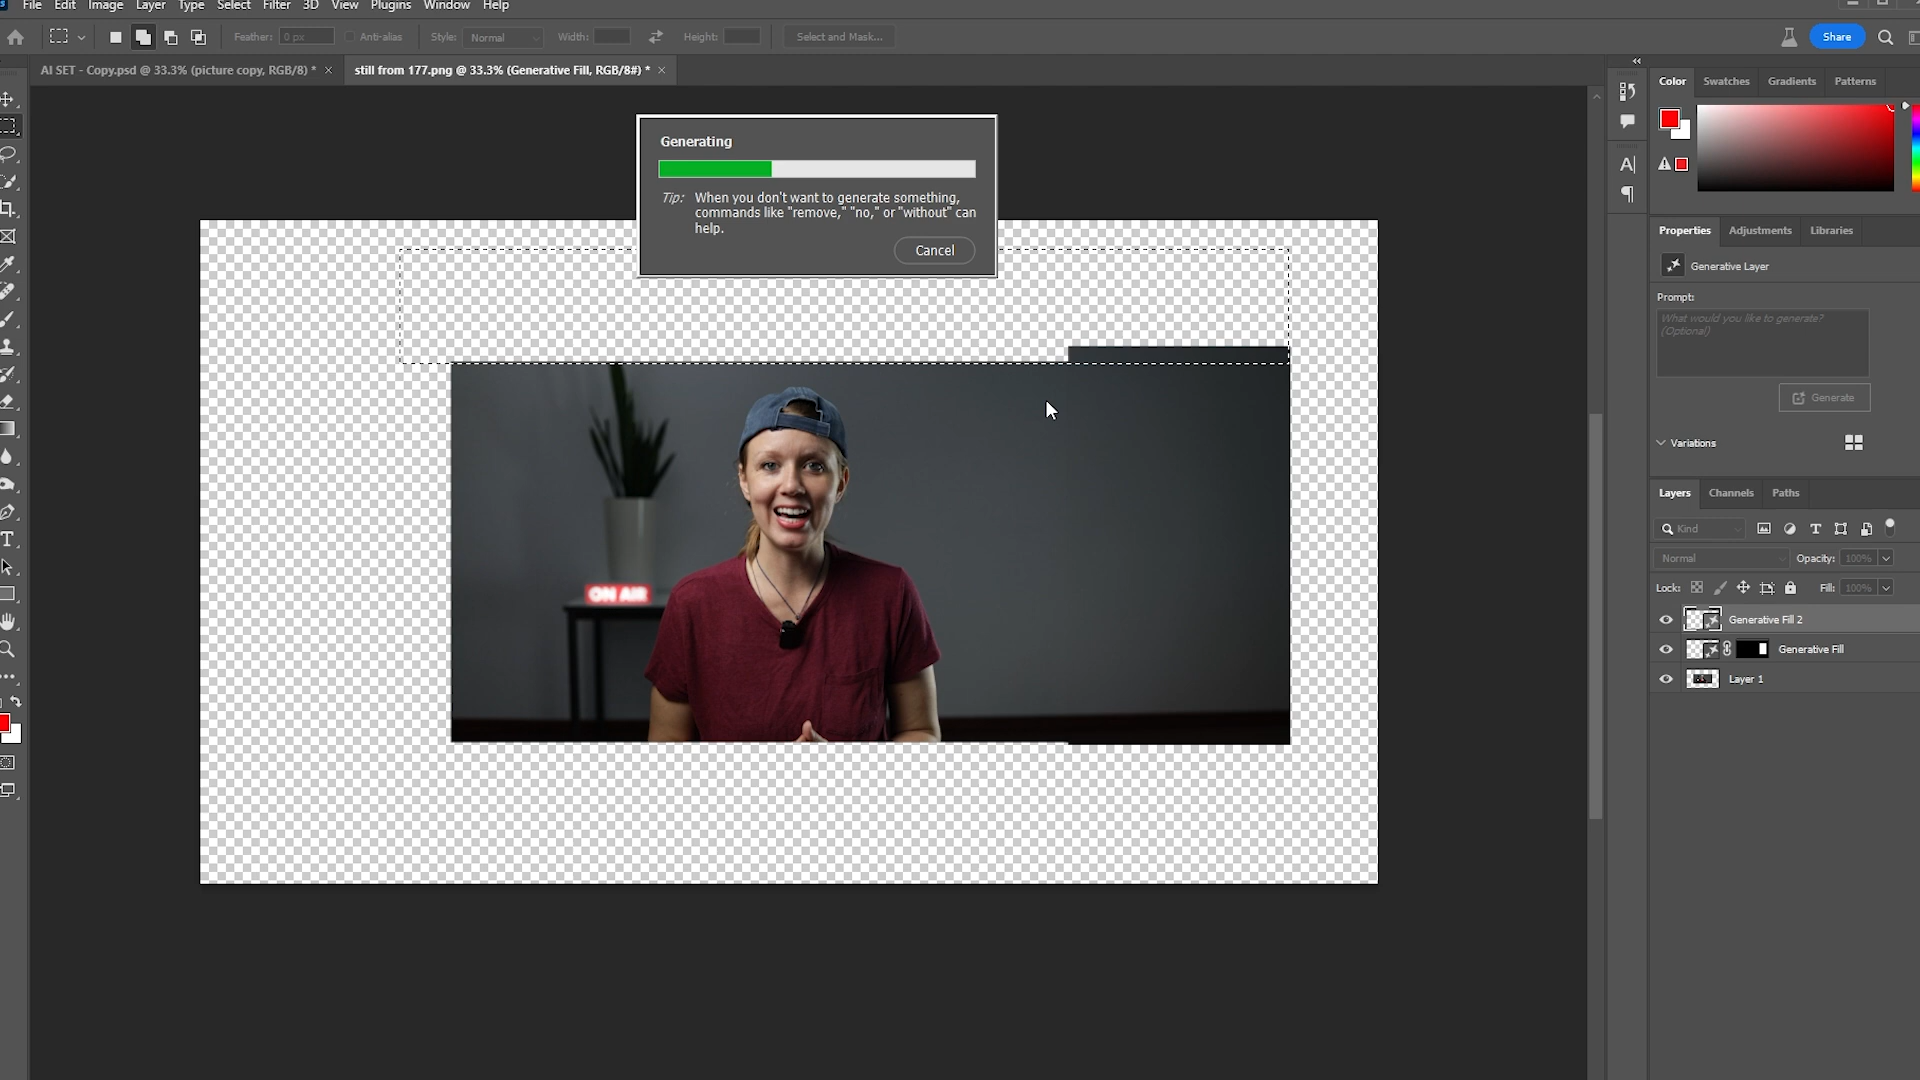 File Edit Image Layer Type Select Filter 3D View Plugins Window Help
Feather: 0 px Anti-alias Style: Normal Width: Height: Select and Mask... Share
AI SET - Copy.psd @ 33.3% (picture copy, RGB/8) * × still from 177.png @ 33.3% (Generative Fill, RGB/8#) * ×
Color Swatches Gradients Patterns
Generating
Tip: When you don't want to generate something,
commands like "remove," "no," or "without" can
help.
Cancel
Properties Adjustments Libraries
Generative Layer
Prompt:
What would you like to generate?
(Optional)
Generate
Variations
Layers Channels Paths
Kind
Normal Opacity: 100%
Lock: Fill: 100%
Generative Fill 2
Generative Fill
Layer 1
ON AIR